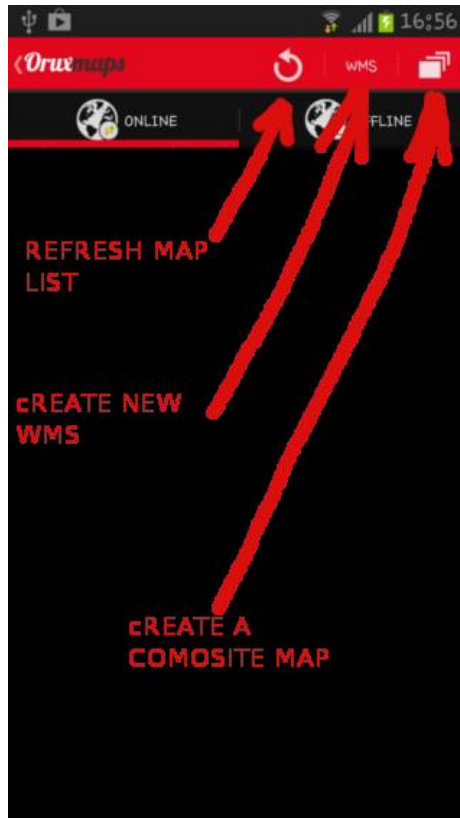 16:56
Oruxmaps
WMS
ONLINE
FFLINE
REFRESH MAP
LIST
cREATE NEW
WMS
cREATE A
COMOSITE MAP